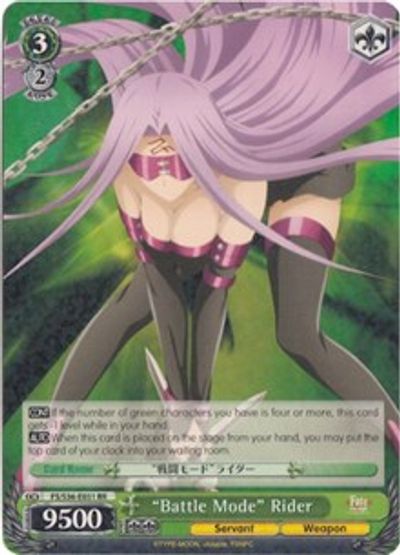 3
2
CONT If the number of green characters you have is four or more, this card
gets -1 level while in your hand.
AUTO When this card is placed on the stage from your hand, you may put the
top card of your clock into your waiting room.
Card Name
"戦闘モード"ライダー
FS/S36-E031 RR
"Battle Mode" Rider
Fate
9500
Servant
Weapon
©TYPE-MOON